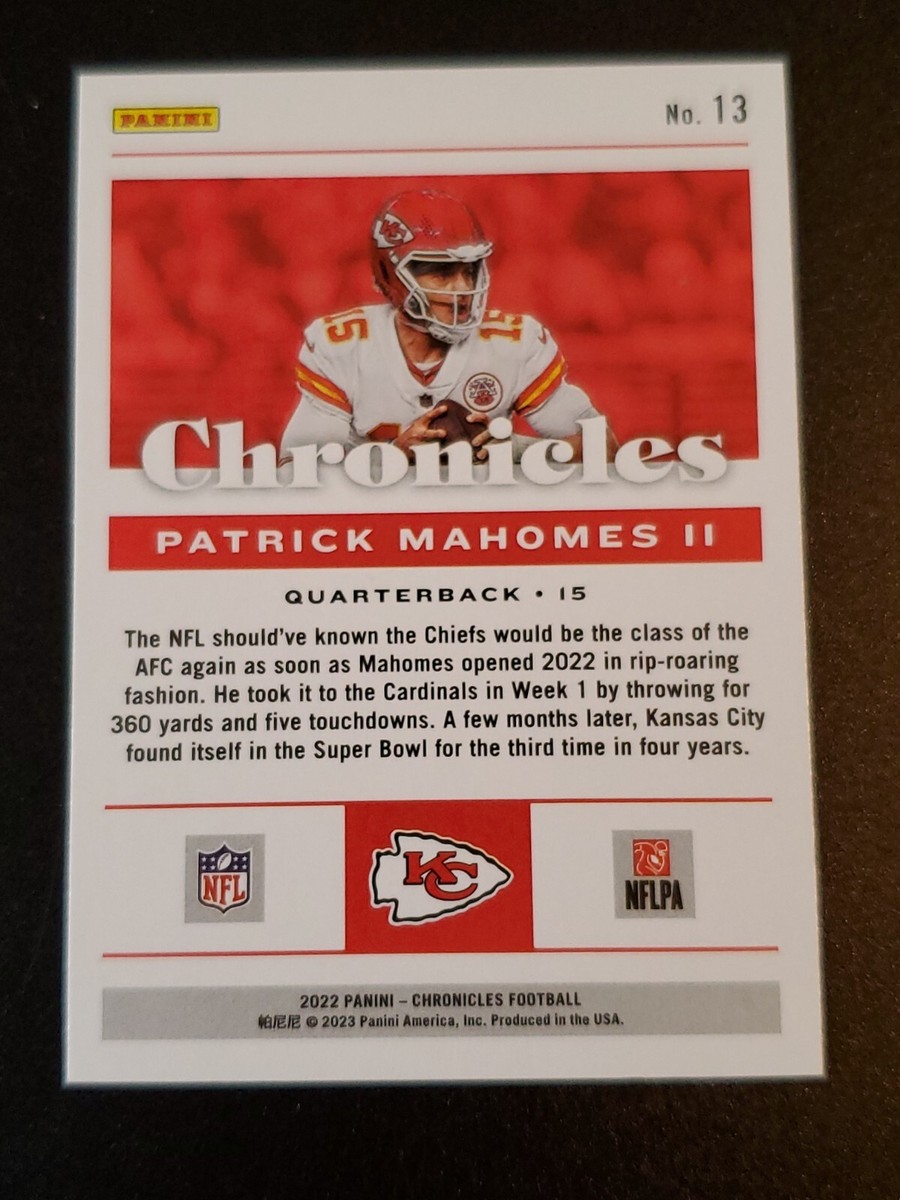 PANINI
No. 13
KC
15
15
Chronicles
PATRICK MAHOMES II
QUARTERBACK • 15
The NFL should've known the Chiefs would be the class of the
AFC again as soon as Mahomes opened 2022 in rip-roaring
fashion. He took it to the Cardinals in Week 1 by throwing for
360 yards and five touchdowns. A few months later, Kansas City
found itself in the Super Bowl for the third time in four years.
NFL
KC
NFLPA
2022 PANINI – CHRONICLES FOOTBALL
帕尼尼 © 2023 Panini America, Inc. Produced in the USA.